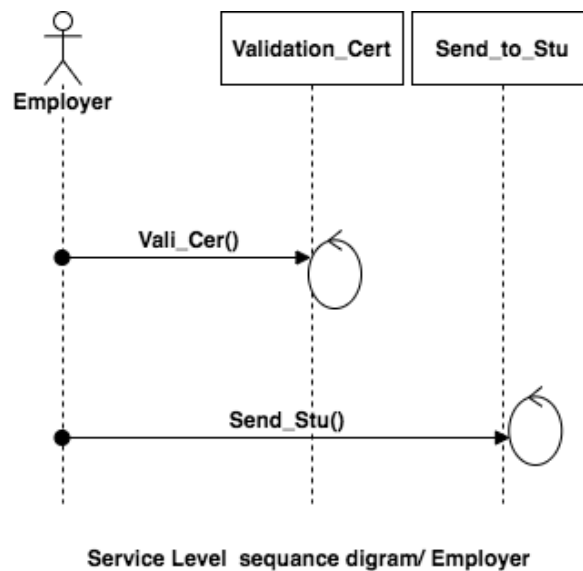 Validation_Cert
Send_to_Stu
Employer
Vali_Cer()
Send_Stu()
Service Level sequance digram/ Employer